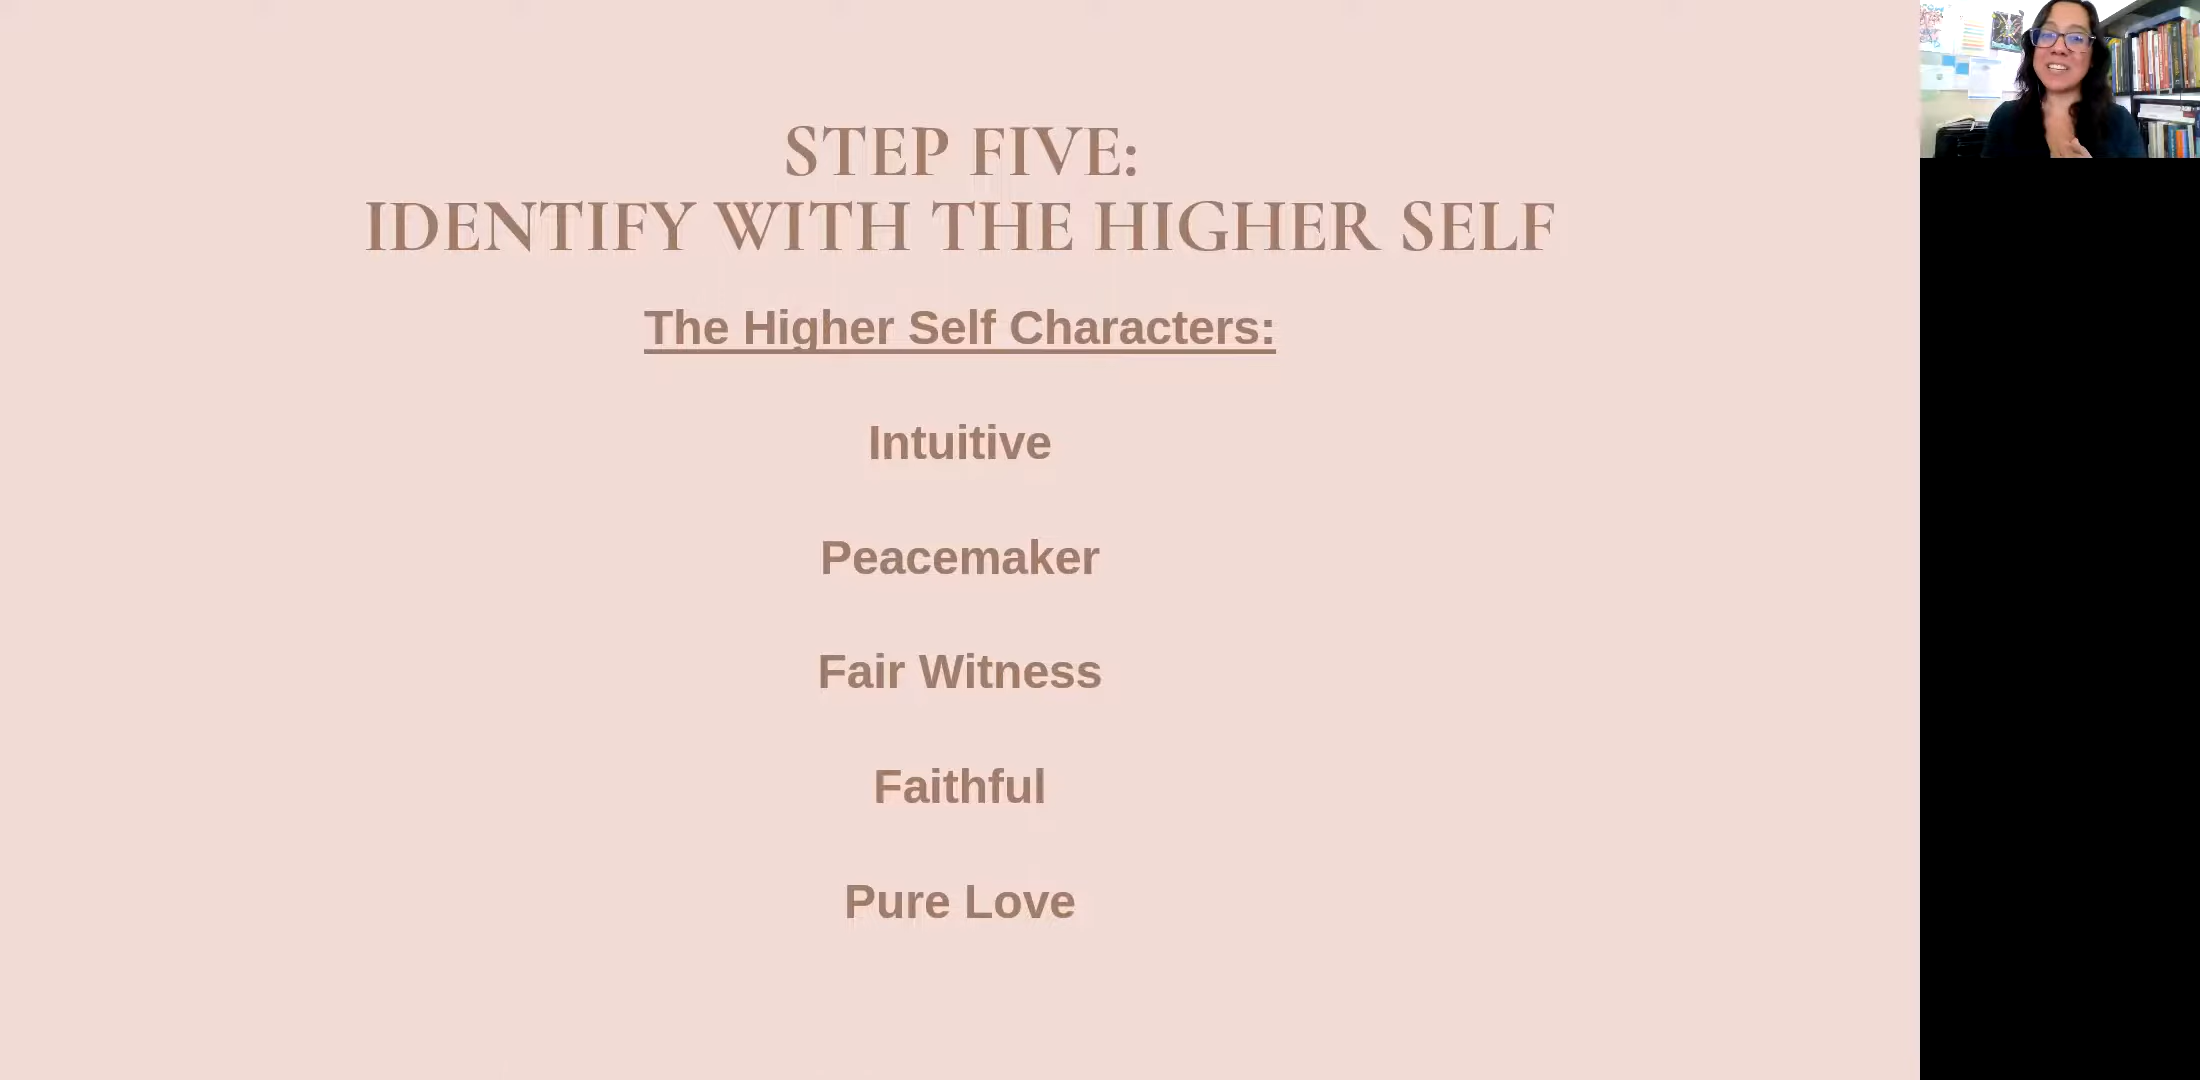 STEP FIVE:
IDENTIFY WITH THE HIGHER SELF
The Higher Self Characters:
Intuitive
Peacemaker
Fair Witness
Faithful
Pure Love